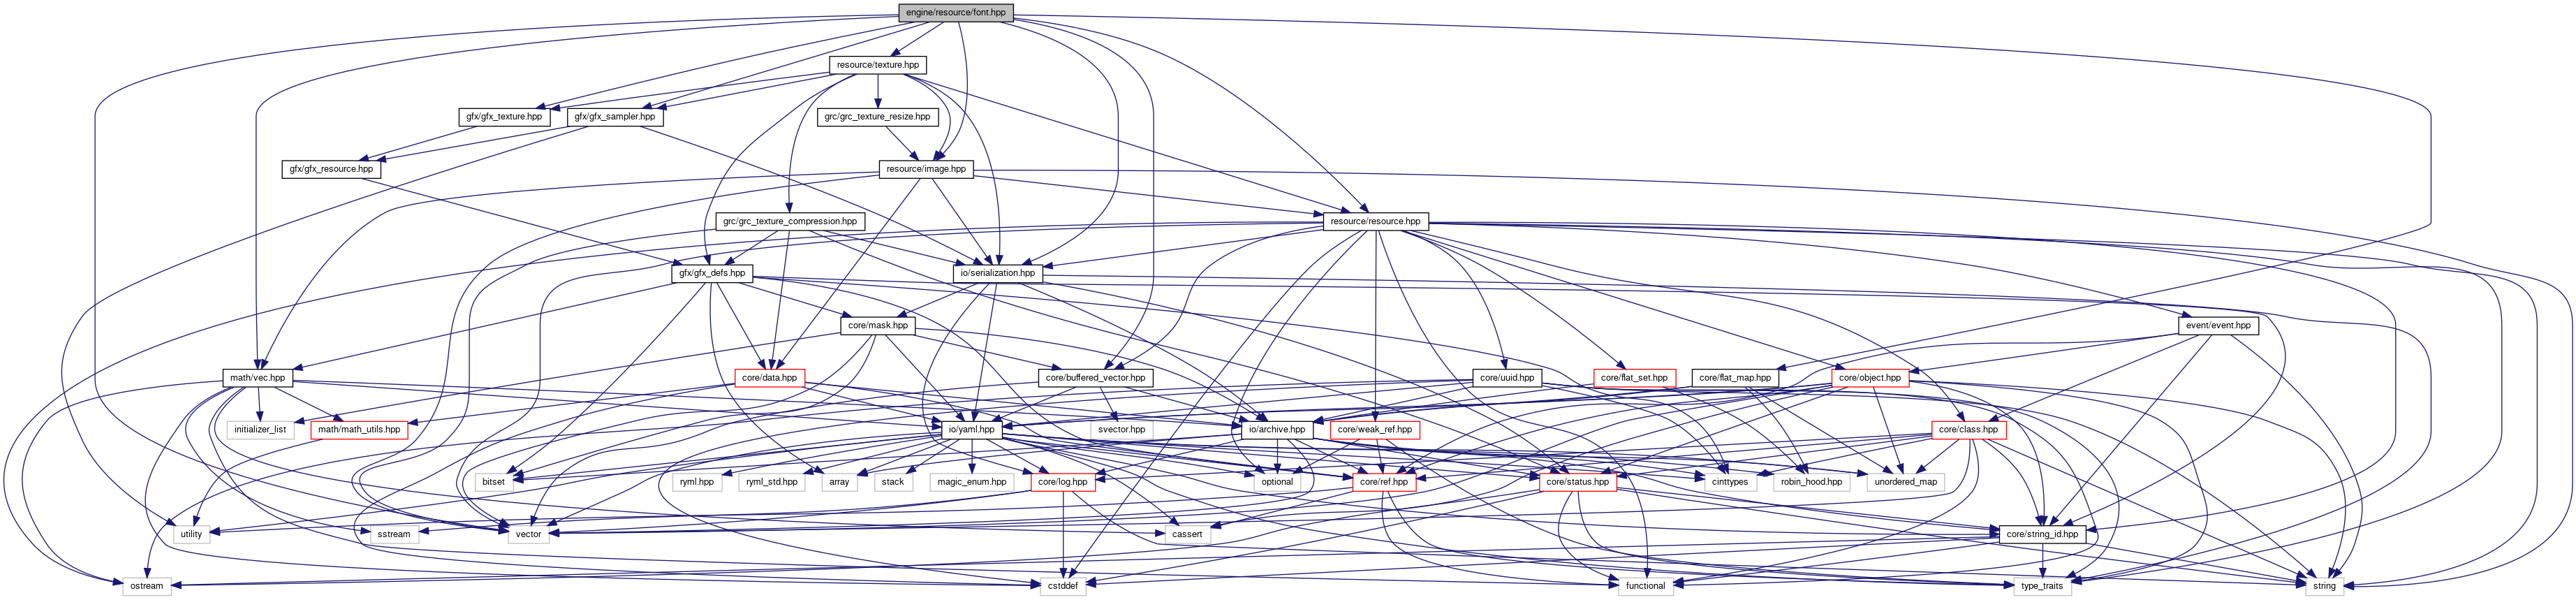 engine/resource/font.hpp
resource/texture.hpp
gfx/gfx_texture.hpp
gfx/gfx_sampler.hpp
grc/grc_texture_resize.hpp
gfx/gfx_resource.hpp
resource/image.hpp
grc/grc_texture_compression.hpp
resource/resource.hpp
gfx/gfx_defs.hpp
io/serialization.hpp
core/mask.hpp
event/event.hpp
math/vec.hpp
core/data.hpp
core/buffered_vector.hpp
core/uuid.hpp
core/flat_set.hpp
core/flat_map.hpp
core/object.hpp
initializer_list
math/math_utils.hpp
io/yaml.hpp
svector.hpp
io/archive.hpp
core/weak_ref.hpp
core/class.hpp
bitset
ryml.hpp
ryml_std.hpp
array
stack
magic_enum.hpp
core/log.hpp
optional
core/ref.hpp
core/status.hpp
cinttypes
robin_hood.hpp
unordered_map
utility
sstream
vector
cassert
core/string_id.hpp
ostream
cstddef
functional
type_traits
string